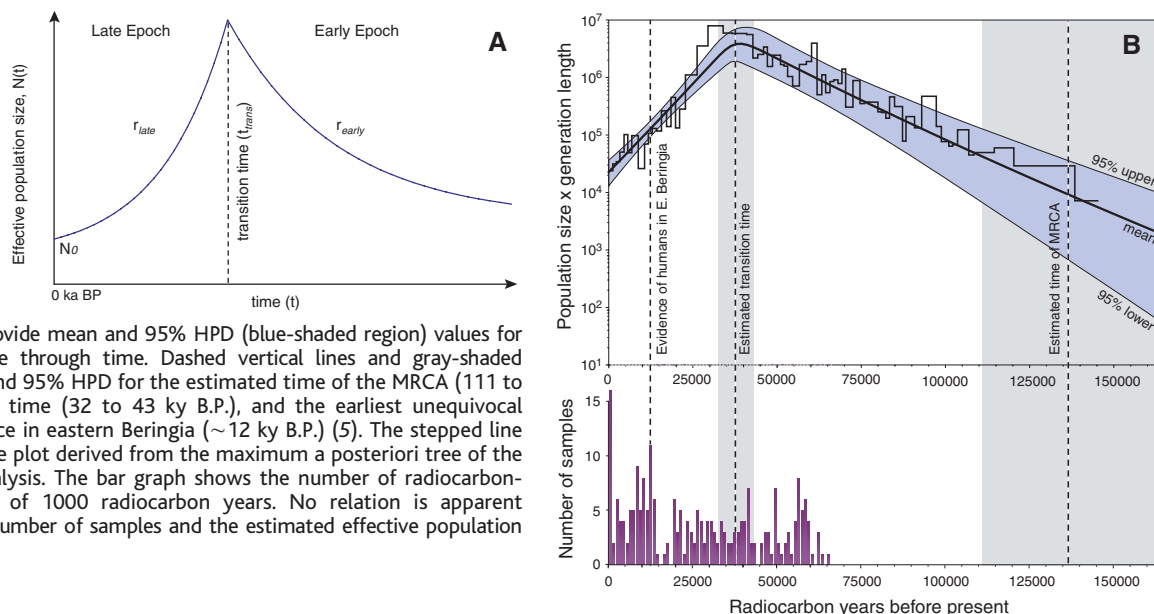 A
Late Epoch
Early Epoch
Effective population size, N(t)
r_late
transition time (t_trans)
r_early
N0
0 ka BP
time (t)
ovide mean and 95% HPD (blue-shaded region) values for
e through time. Dashed vertical lines and gray-shaded
nd 95% HPD for the estimated time of the MRCA (111 to
time (32 to 43 ky B.P.), and the earliest unequivocal
ce in eastern Beringia (~12 ky B.P.) (5). The stepped line
e plot derived from the maximum a posteriori tree of the
alysis. The bar graph shows the number of radiocarbon-
of 1000 radiocarbon years. No relation is apparent
umber of samples and the estimated effective population
B
Population size x generation length
10^7
10^6
10^5
10^4
10^3
10^2
10^1
Evidence of humans in E. Beringia
Estimated transition time
Estimated time of MRCA
95% upper
mean
95% lower
0 25000 50000 75000 100000 125000 150000
Number of samples
15
10
5
0
0 25000 50000 75000 100000 125000 150000
Radiocarbon years before present